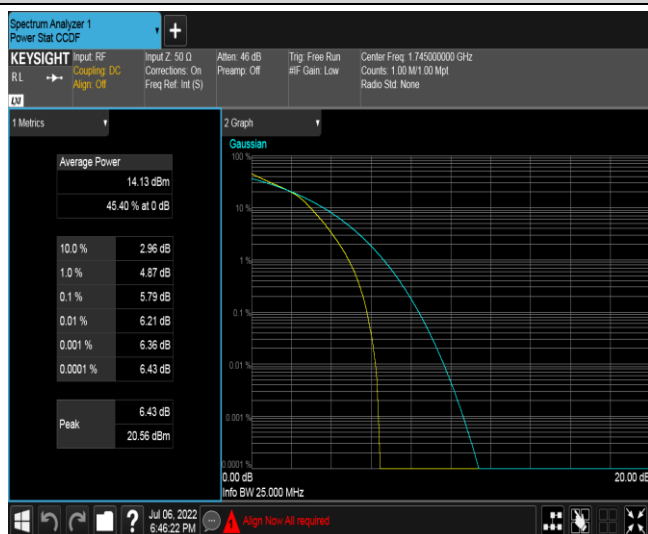 Spectrum Analyzer 1
Power Stat CCDF
+
KEYSIGHT
RL
LXI
Input: RF
Coupling: DC
Align: Off
Input Z: 50 Ω
Corrections: On
Freq Ref: Int (S)
Atten: 46 dB
Preamp: Off
Trig: Free Run
#IF Gain: Low
Center Freq: 1.745000000 GHz
Counts: 1.00 M/1.00 Mpt
Radio Std: None
1 Metrics
Average Power
14.13 dBm
45.40 % at 0 dB
10.0 % 2.96 dB
1.0 % 4.87 dB
0.1 % 5.79 dB
0.01 % 6.21 dB
0.001 % 6.36 dB
0.0001 % 6.43 dB
Peak
6.43 dB
20.56 dBm
2 Graph
Gaussian
100 %
10 %
1 %
0.1 %
0.01 %
0.001 %
0.0001 %
0.00 dB 20.00 dB
Info BW 25.000 MHz
?
Jul 06, 2022
6:46:22 PM
Align Now All required